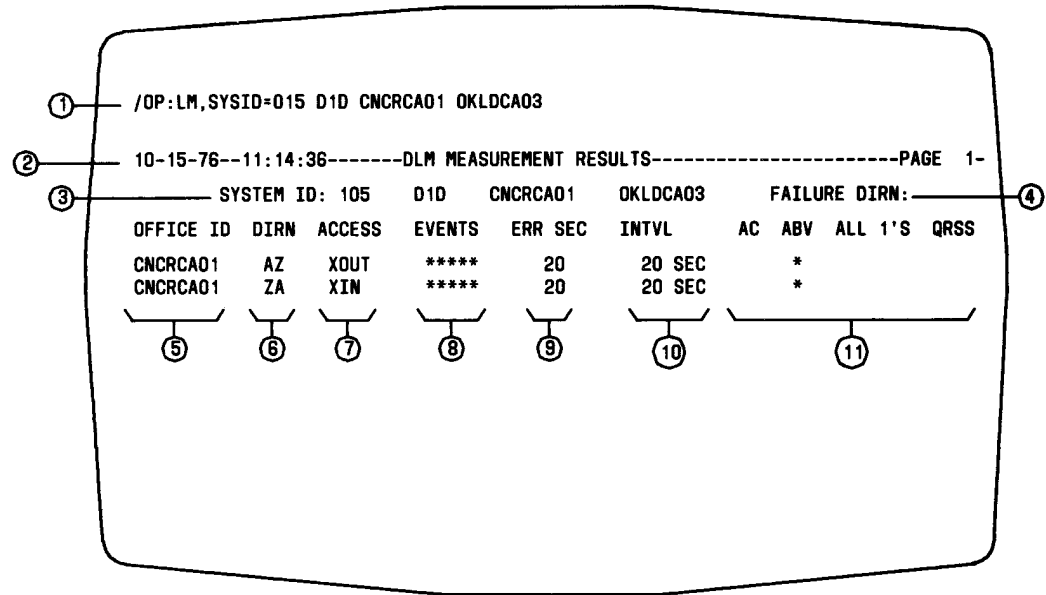 ① /OP:LM,SYSID=015 D1D CNCRCA01 OKLDCA03
② 10-15-76--11:14:36-------DLM MEASUREMENT RESULTS-----------------------PAGE 1-
③ SYSTEM ID: 105 D1D CNCRCA01 OKLDCA03 FAILURE DIRN: ④
OFFICE ID DIRN ACCESS EVENTS ERR SEC INTVL AC ABV ALL 1'S QRSS
CNCRCA01 AZ XOUT ***** 20 20 SEC *
CNCRCA01 ZA XIN ***** 20 20 SEC *
⑤ ⑥ ⑦ ⑧ ⑨ ⑩ ⑪